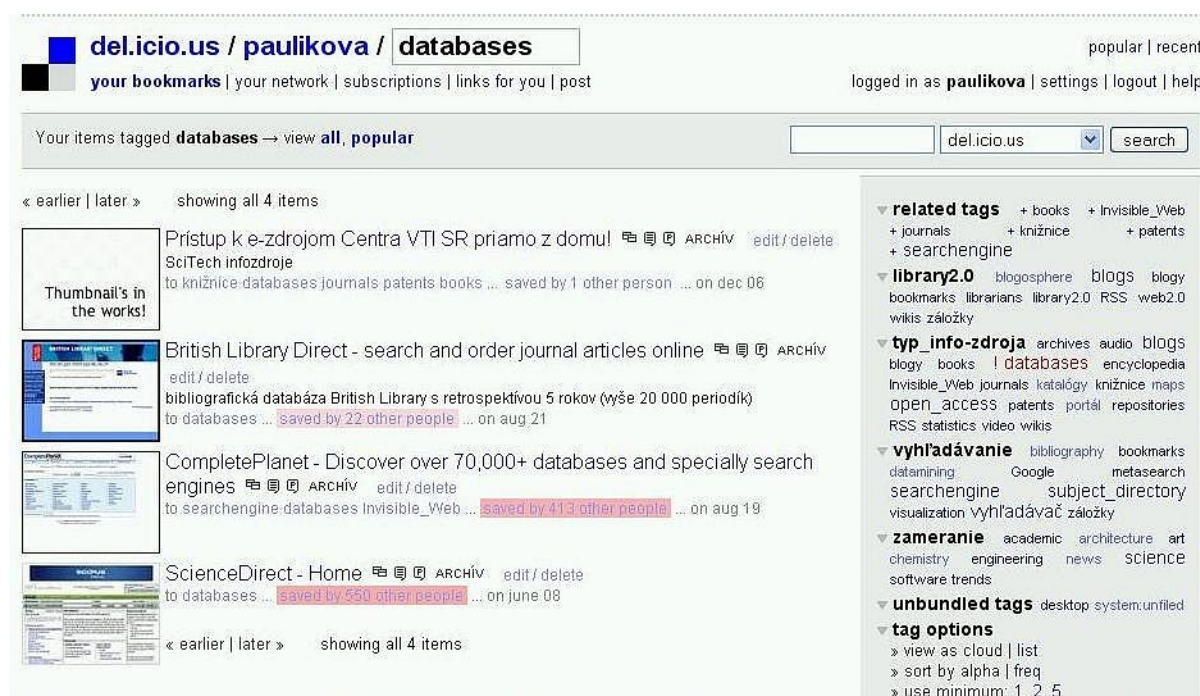 del.icio.us / paulikova / databases
popular | recent
your bookmarks | your network | subscriptions | links for you | post
logged in as paulikova | settings | logout | help
Your items tagged databases → view all, popular
del.icio.us search
« earlier | later » showing all 4 items
Thumbnail's in
the works!
Prístup k e-zdrojom Centra VTI SR priamo z domu! ARCHÍV edit / delete
SciTech infozdroje
to knižnice databases journals patents books ... saved by 1 other person ... on dec 06
British Library Direct - search and order journal articles online ARCHÍV
edit / delete
bibliografická databáza British Library s retrospektívou 5 rokov (vyše 20 000 periodík)
to databases ... saved by 22 other people ... on aug 21
CompletePlanet - Discover over 70,000+ databases and specially search
engines ARCHÍV edit / delete
to searchengine databases Invisible_Web ... saved by 413 other people ... on aug 19
ScienceDirect - Home ARCHÍV edit / delete
to databases ... saved by 550 other people ... on june 08
« earlier | later » showing all 4 items
related tags + books + Invisible_Web
+ journals + knižnice + patents
+ searchengine
library2.0 blogosphere blogs blogy
bookmarks librarians library2.0 RSS web2.0
wikis záložky
typ_info-zdroja archives audio blogs
blogy books ! databases encyclopedia
Invisible_Web journals katalógy knižnice maps
open_access patents portál repositories
RSS statistics video wikis
vyhľadávanie bibliography bookmarks
datamining Google metasearch
searchengine subject_directory
visualization vyhľadávač záložky
zameranie academic architecture art
chemistry engineering news science
software trends
unbundled tags desktop system:unfiled
tag options
» view as cloud | list
» sort by alpha | freq
» use minimum: 1, 2, 5